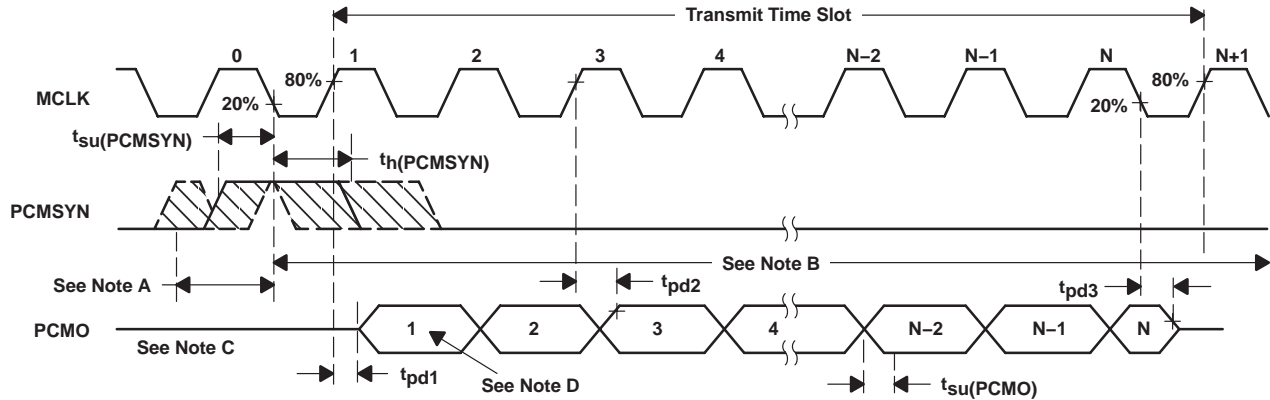 Transmit Time Slot
0 1 2 3 4 N−2 N−1 N N+1
MCLK
80% 80%
20% 20%
tsu(PCMSYN)
th(PCMSYN)
PCMSYN
See Note B
See Note A
tpd2
tpd3
PCMO
1 2 3 4 N−2 N−1 N
See Note C
tpd1
See Note D
tsu(PCMO)